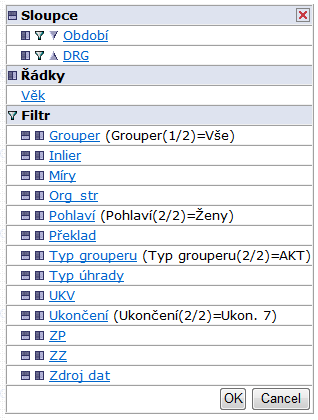 Sloupce
Období
DRG
Řádky
Věk
Filtr
Grouper (Grouper(1/2)=Vše)
Inlier
Míry
Org_str
Pohlaví (Pohlaví(2/2)=Ženy)
Překlad
Typ grouperu (Typ grouperu(2/2)=AKT)
Typ úhrady
UKV
Ukončení (Ukončení(2/2)=Ukon. 7)
ZP
ZZ
Zdroj dat
OK Cancel